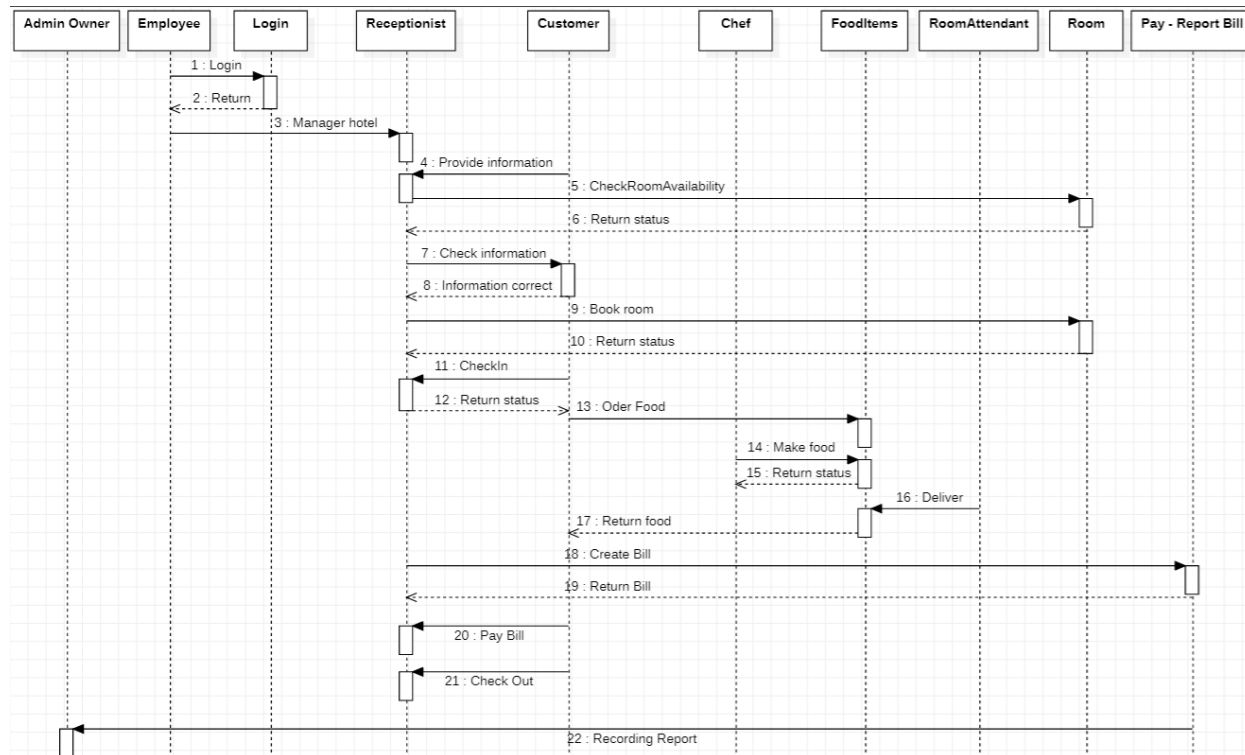 Admin Owner
Employee
Login
Receptionist
Customer
Chef
FoodItems
RoomAttendant
Room
Pay - Report Bill
1 : Login
2 : Return
3 : Manager hotel
4 : Provide information
5 : CheckRoomAvailability
6 : Return status
7 : Check information
8 : Information correct
9 : Book room
10 : Return status
11 : CheckIn
12 : Return status
13 : Oder Food
14 : Make food
15 : Return status
16 : Deliver
17 : Return food
18 : Create Bill
19 : Return Bill
20 : Pay Bill
21 : Check Out
22 : Recording Report